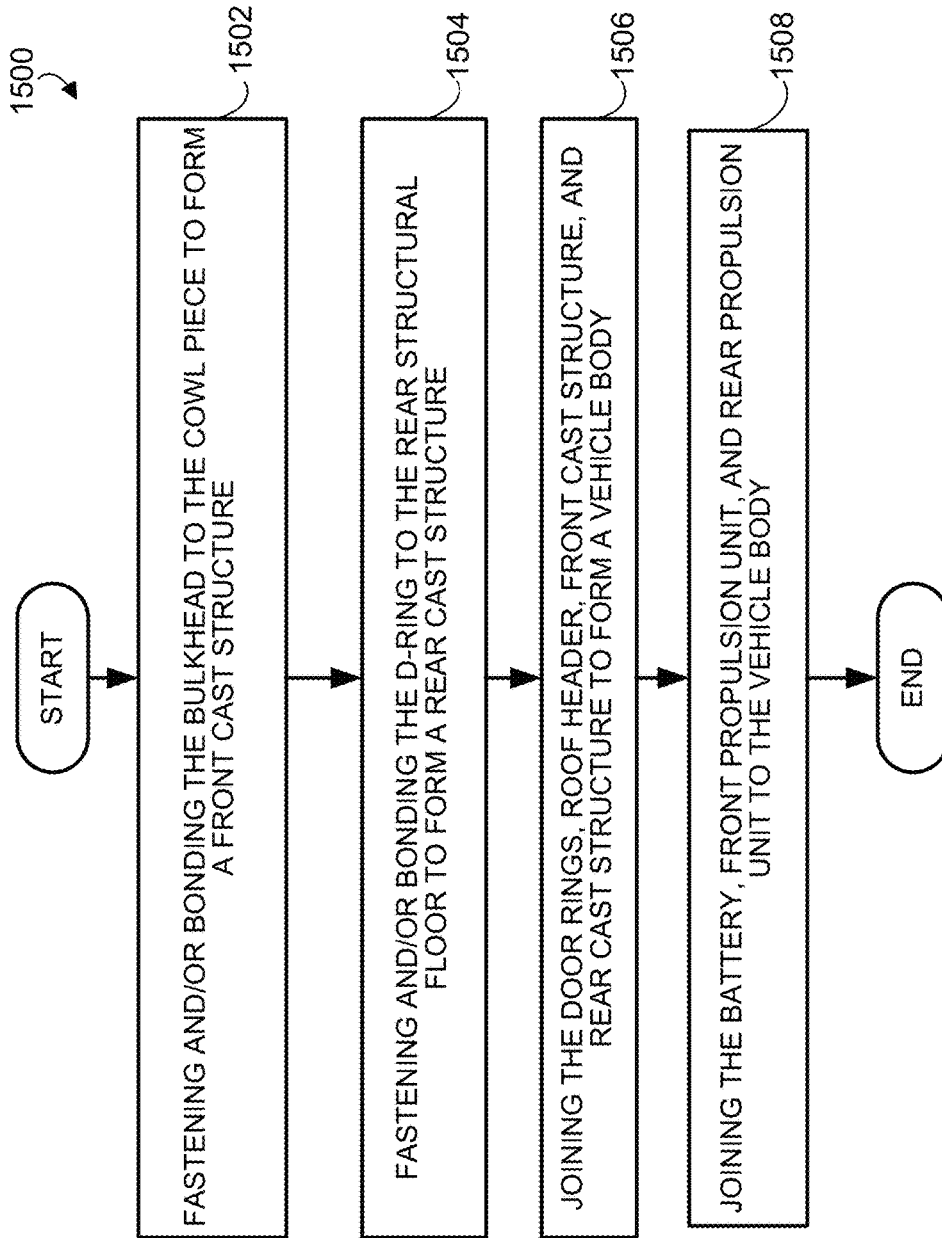 1500
START
FASTENING AND/OR BONDING THE BULKHEAD TO THE COWL PIECE TO FORM
A FRONT CAST STRUCTURE
1502
FASTENING AND/OR BONDING THE D-RING TO THE REAR STRUCTURAL
FLOOR TO FORM A REAR CAST STRUCTURE
1504
JOINING THE DOOR RINGS, ROOF HEADER, FRONT CAST STRUCTURE, AND
REAR CAST STRUCTURE TO FORM A VEHICLE BODY
1506
JOINING THE BATTERY, FRONT PROPULSION UNIT, AND REAR PROPULSION
UNIT TO THE VEHICLE BODY
1508
END